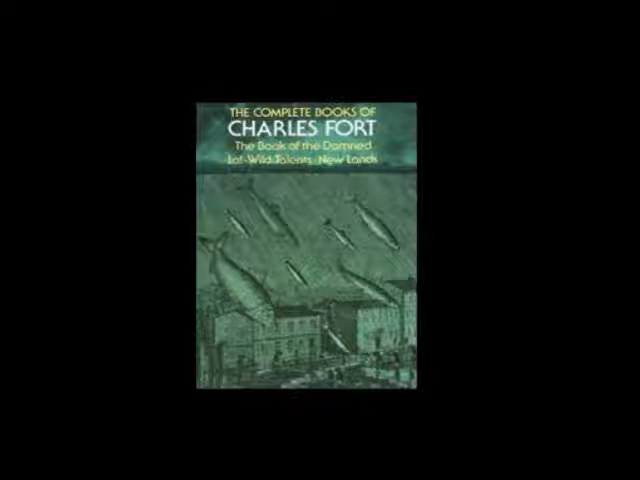 THE COMPLETE BOOKS OF
CHARLES FORT
The Book of the Damned
Lo! · Wild Talents · New Lands